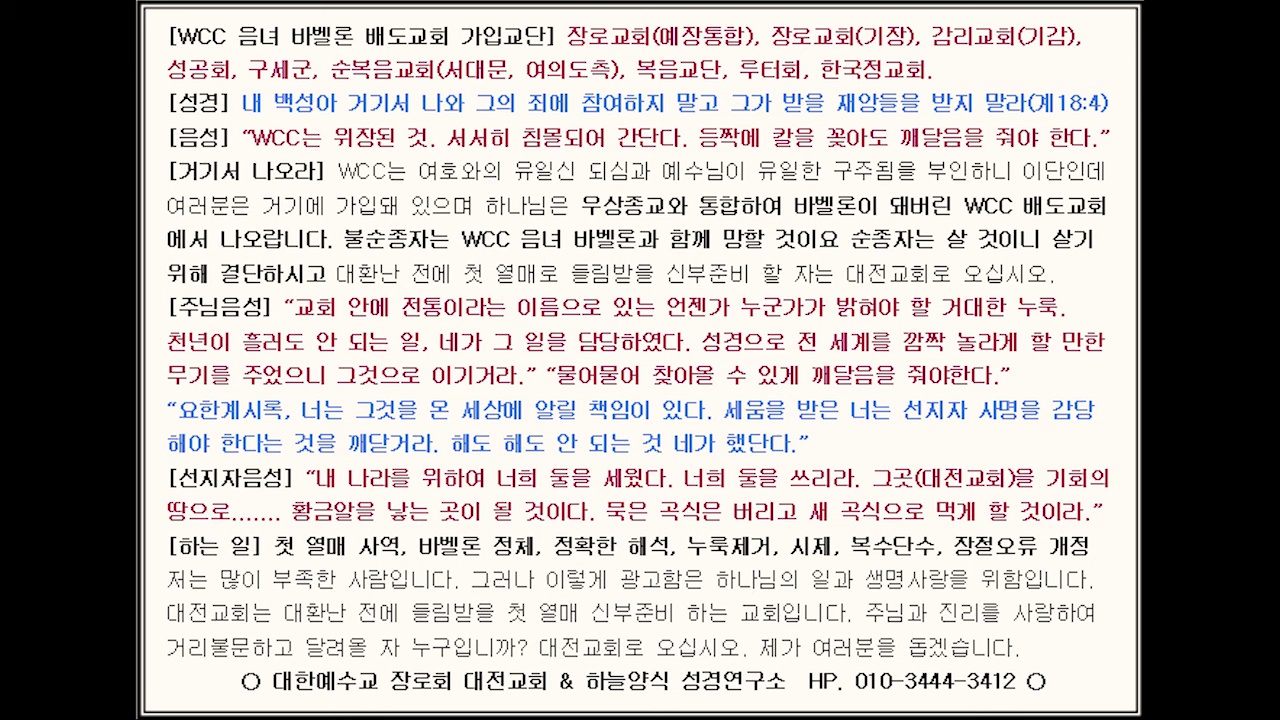 [WCC 음녀 바벨론 배도교회 가입교단] 장로교회(예장통합), 장로교회(기장), 감리교회(기감),
성공회, 구세군, 순복음교회(서대문, 여의도측), 복음교단, 루터회, 한국정교회.
[성경] 내 백성아 거기서 나와 그의 죄에 참여하지 말고 그가 받을 재앙들을 받지 말라(계18:4)
[음성] “WCC는 위장된 것. 서서히 침몰되어 간단다. 등짝에 칼을 꽂아도 깨달음을 줘야 한다.”
[거기서 나오라] WCC는 여호와의 유일신 되심과 예수님이 유일한 구주됨을 부인하니 이단인데
여러분은 거기에 가입돼 있으며 하나님은 우상종교와 통합하여 바벨론이 돼버린 WCC 배도교회
에서 나오랍니다. 불순종자는 WCC 음녀 바벨론과 함께 망할 것이요 순종자는 살 것이니 살기
위해 결단하시고 대환난 전에 첫 열매로 들림받을 신부준비 할 자는 대전교회로 오십시오.
[주님음성] “교회 안에 전통이라는 이름으로 있는 언젠가 누군가가 밝혀야 할 거대한 누룩.
천년이 흘러도 안 되는 일, 네가 그 일을 담당하였다. 성경으로 전 세계를 깜짝 놀라게 할 만한
무기를 주었으니 그것으로 이기거라.” “물어물어 찾아올 수 있게 깨달음을 줘야한다.”
“요한계시록, 너는 그것을 온 세상에 알릴 책임이 있다. 세움을 받은 너는 선지자 사명을 감당
해야 한다는 것을 깨닫거라. 해도 해도 안 되는 것 네가 했단다.”
[선지자음성] “내 나라를 위하여 너희 둘을 세웠다. 너희 둘을 쓰리라. 그곳(대전교회)을 기회의
땅으로....... 황금알을 낳는 곳이 될 것이다. 묵은 곡식은 버리고 새 곡식으로 먹게 할 것이라.”
[하는 일] 첫 열매 사역, 바벨론 정체, 정확한 해석, 누룩제거, 시제, 복수단수, 장절오류 개정
저는 많이 부족한 사람입니다. 그러나 이렇게 광고함은 하나님의 일과 생명사랑을 위함입니다.
대전교회는 대환난 전에 들림받을 첫 열매 신부준비 하는 교회입니다. 주님과 진리를 사랑하여
거리불문하고 달려올 자 누구입니까? 대전교회로 오십시오. 제가 여러분을 돕겠습니다.
○ 대한예수교 장로회 대전교회 & 하늘양식 성경연구소 HP. 010-3444-3412 ○